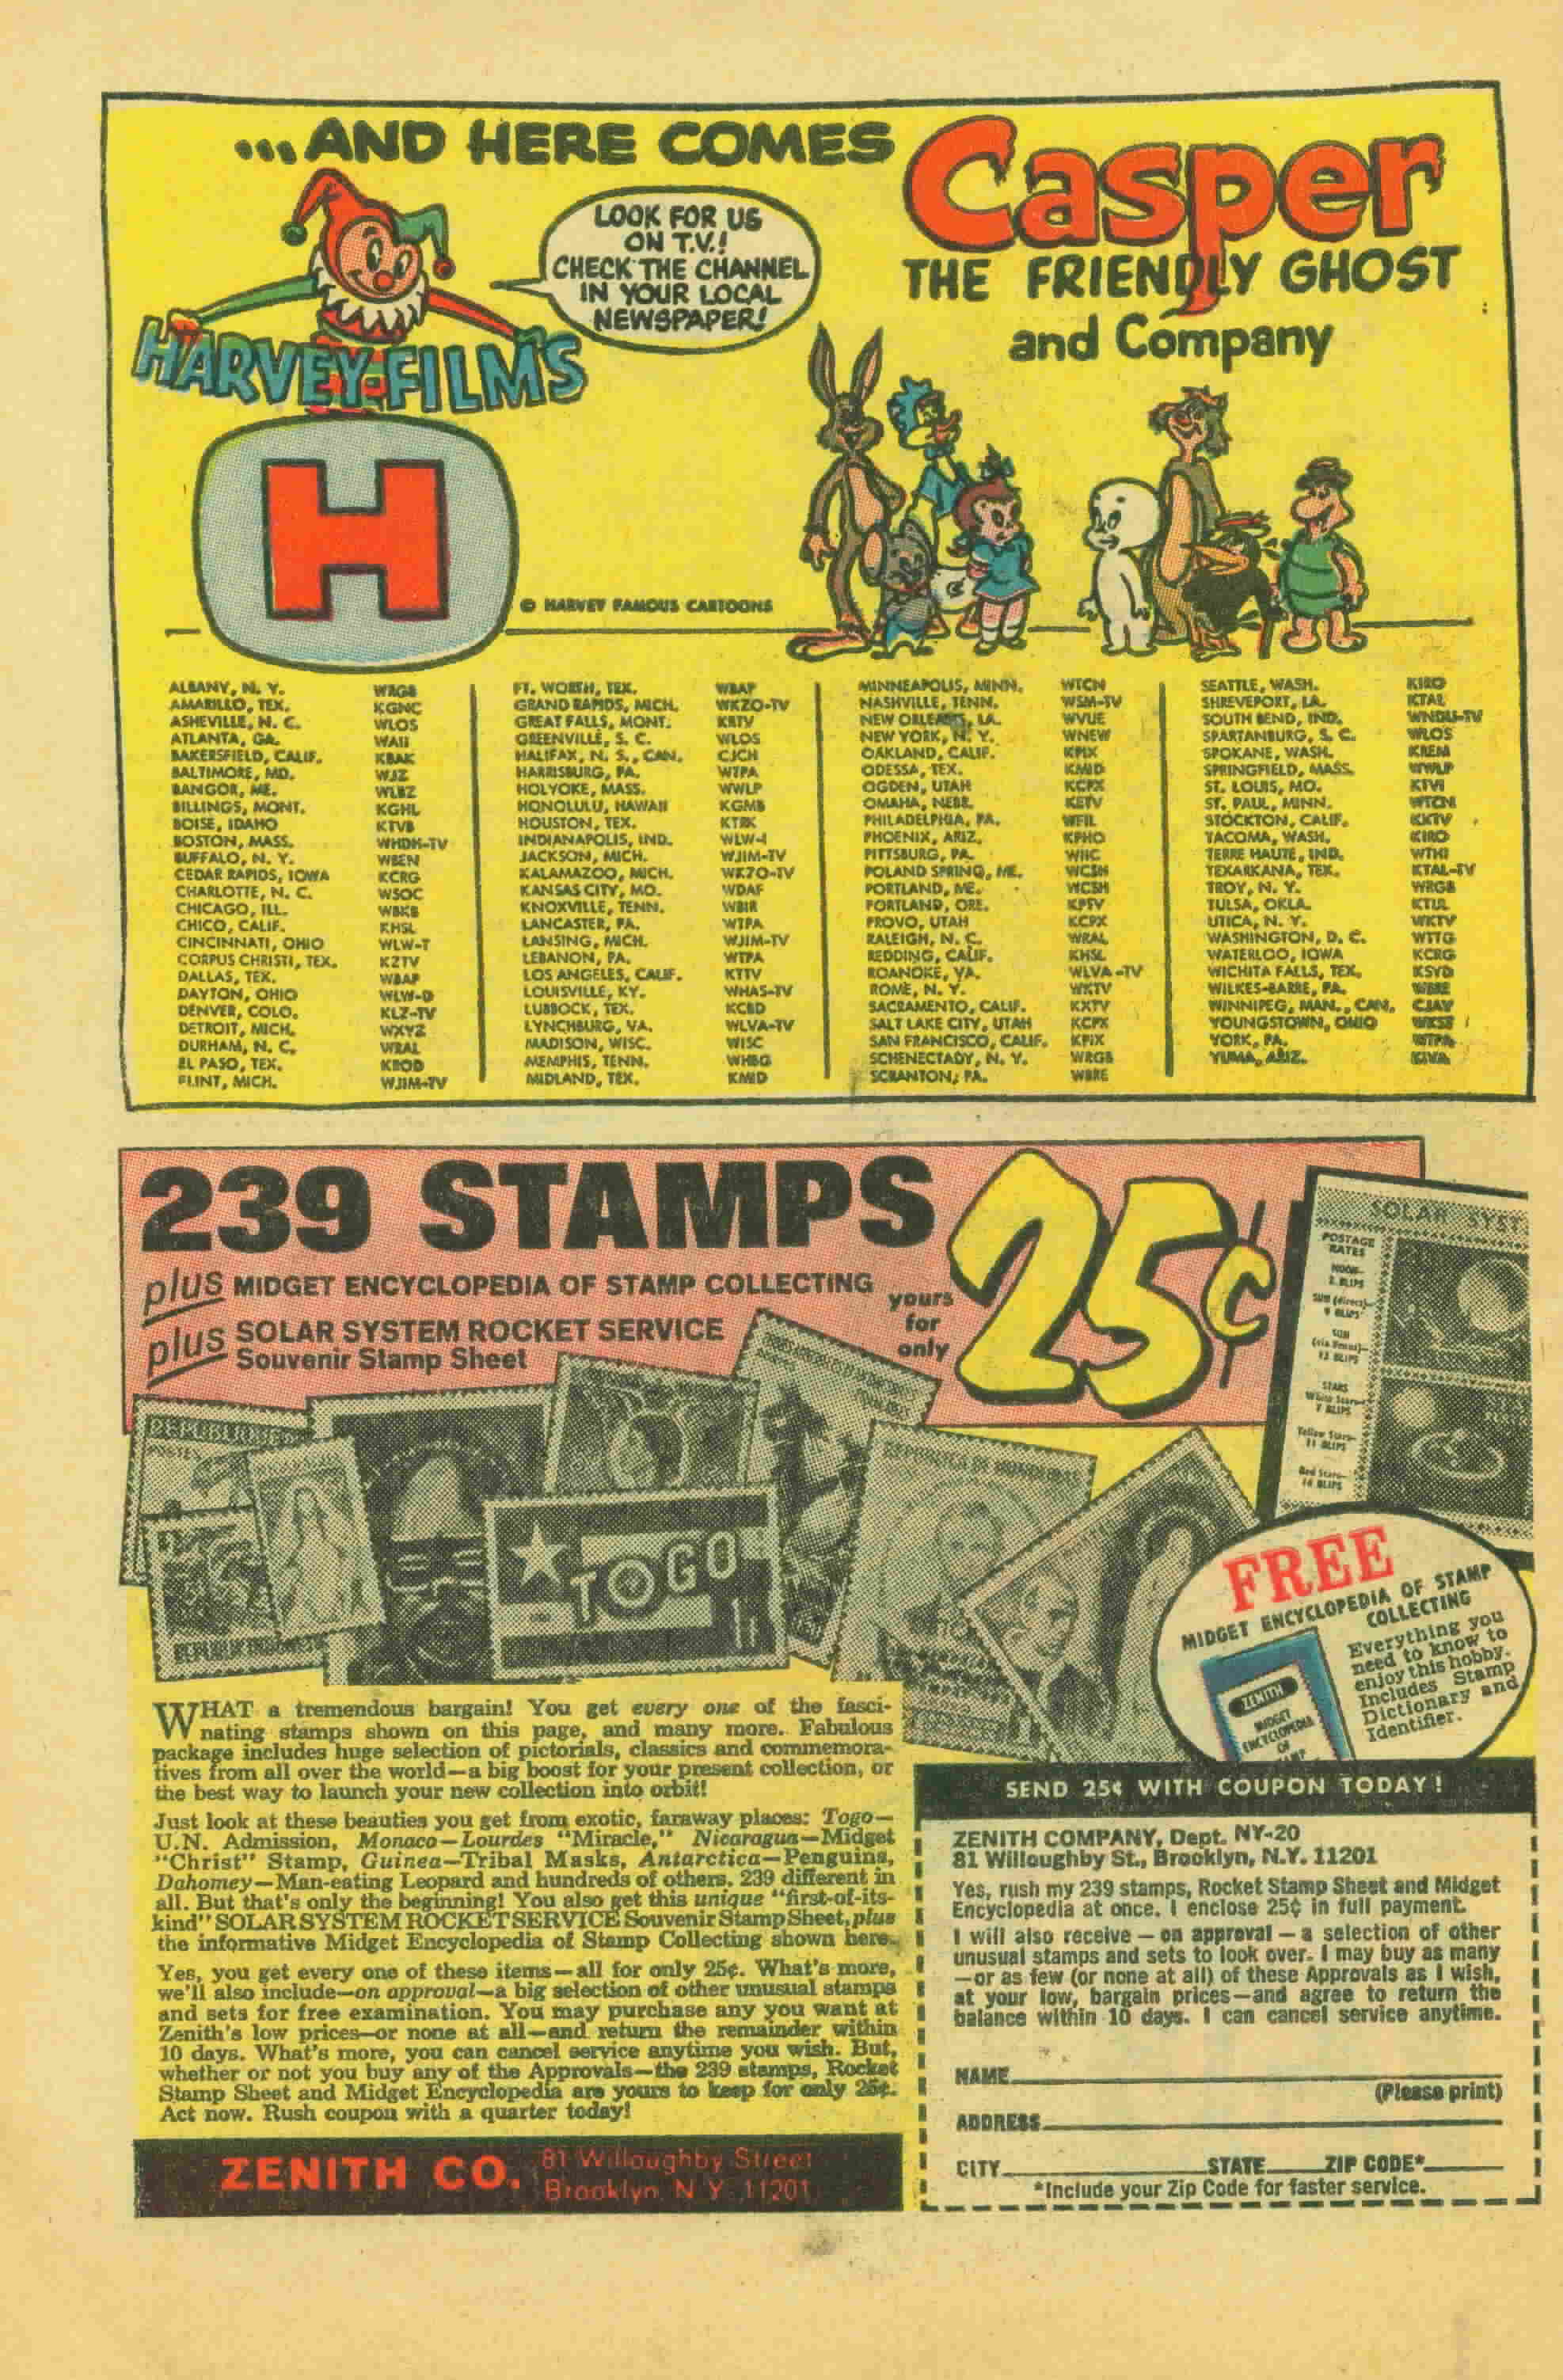 ...AND HERE COMES
Casper
THE FRIENDLY GHOST
and Company
LOOK FOR US
ON T.V.!
CHECK THE CHANNEL
IN YOUR LOCAL
NEWSPAPER!
HARVEY-FILMS
H
© HARVEY FAMOUS CARTOONS
ALBANY, N. Y. WRGB
AMARILLO, TEX. KGNC
ASHEVILLE, N. C. WLOS
ATLANTA, GA. WAII
BAKERSFIELD, CALIF. KBAK
BALTIMORE, MD. WJZ
BANGOR, ME. WLBZ
BILLINGS, MONT. KGHL
BOISE, IDAHO KTVB
BOSTON, MASS. WHDH-TV
BUFFALO, N. Y. WBEN
CEDAR RAPIDS, IOWA KCRG
CHARLOTTE, N. C. WSOC
CHICAGO, ILL. WBKB
CHICO, CALIF. KHSL
CINCINNATI, OHIO WLW-T
CORPUS CHRISTI, TEX. KZTV
DALLAS, TEX. WBAP
DAYTON, OHIO WLW-D
DENVER, COLO. KLZ-TV
DETROIT, MICH. WXYZ
DURHAM, N. C. WRAL
EL PASO, TEX. KROD
FLINT, MICH. WJIM-TV
FT. WORTH, TEX. WBAP
GRAND RAPIDS, MICH. WKZO-TV
GREAT FALLS, MONT. KRTV
GREENVILLE, S. C. WLOS
HALIFAX, N. S., CAN. CJCH
HARRISBURG, PA. WTPA
HOLYOKE, MASS. WWLP
HONOLULU, HAWAII KGMB
HOUSTON, TEX. KTRK
INDIANAPOLIS, IND. WLW-I
JACKSON, MICH. WJIM-TV
KALAMAZOO, MICH. WKZO-TV
KANSAS CITY, MO. WDAF
KNOXVILLE, TENN. WBIR
LANCASTER, PA. WTPA
LANSING, MICH. WJIM-TV
LEBANON, PA. WTPA
LOS ANGELES, CALIF. KTTV
LOUISVILLE, KY. WHAS-TV
LUBBOCK, TEX. KCBD
LYNCHBURG, VA. WLVA-TV
MADISON, WISC. WISC
MEMPHIS, TENN. WHBQ
MIDLAND, TEX. KMID
MINNEAPOLIS, MINN. WTCN
NASHVILLE, TENN. WSM-TV
NEW ORLEANS, LA. WVUE
NEW YORK, N. Y. WNEW
OAKLAND, CALIF. KPIX
ODESSA, TEX. KMID
OGDEN, UTAH KCPX
OMAHA, NEBR. KETV
PHILADELPHIA, PA. WFIL
PHOENIX, ARIZ. KPHO
PITTSBURG, PA. WIIC
POLAND SPRING, ME. WCSH
PORTLAND, ME. WCSH
PORTLAND, ORE. KPTV
PROVO, UTAH KCPX
RALEIGH, N. C. WRAL
REDDING, CALIF. KHSL
ROANOKE, VA. WLVA-TV
ROME, N. Y. WKTV
SACRAMENTO, CALIF. KXTV
SALT LAKE CITY, UTAH KCPX
SAN FRANCISCO, CALIF. KPIX
SCHENECTADY, N. Y. WRGB
SCRANTON, PA. WBRE
SEATTLE, WASH. KIRO
SHREVEPORT, LA. KTAL
SOUTH BEND, IND. WNDU-TV
SPARTANBURG, S. C. WLOS
SPOKANE, WASH. KREM
SPRINGFIELD, MASS. WWLP
ST. LOUIS, MO. KTVI
ST. PAUL, MINN. WTCN
STOCKTON, CALIF. KXTV
TACOMA, WASH. KIRO
TERRE HAUTE, IND. WTHI
TEXARKANA, TEX. KTAL-TV
TROY, N. Y. WRGB
TULSA, OKLA. KTUL
UTICA, N. Y. WKTV
WASHINGTON, D. C. WTTG
WATERLOO, IOWA KCRG
WICHITA FALLS, TEX. KSYD
WILKES-BARRE, PA. WBRE
WINNIPEG, MAN., CAN. CJAY
YOUNGSTOWN, OHIO WKST
YORK, PA. WTPA
YUMA, ARIZ. KIVA
239 STAMPS
plus MIDGET ENCYCLOPEDIA OF STAMP COLLECTING
plus SOLAR SYSTEM ROCKET SERVICE
Souvenir Stamp Sheet
yours
for
only
25¢
SOLAR SYST
POSTAGE
RATES
MOON
SUN (direct)
9 BLIPS
SUN
13 BLIPS
STARS
White Stars
7 BLIPS
Yellow Stars
11 BLIPS
Red Stars
14 BLIPS
REPUBLIQUE
POSTES
TOGO
REPUBLICA DE HONDURAS
FREE
MIDGET ENCYCLOPEDIA OF STAMP
COLLECTING
Everything you
need to know to
enjoy this hobby.
Includes Stamp
Dictionary and
Identifier.
ZENITH
MIDGET
ENCYCLOPEDIA
OF
WHAT a tremendous bargain! You get every one of the fasci-
nating stamps shown on this page, and many more. Fabulous
package includes huge selection of pictorials, classics and commemora-
tives from all over the world—a big boost for your present collection, or
the best way to launch your new collection into orbit!
Just look at these beauties you get from exotic, faraway places: Togo—
U.N. Admission, Monaco—Lourdes "Miracle," Nicaragua—Midget
"Christ" Stamp, Guinea—Tribal Masks, Antarctica—Penguins,
Dahomey—Man-eating Leopard and hundreds of others, 239 different in
all. But that's only the beginning! You also get this unique "first-of-its-
kind" SOLAR SYSTEM ROCKET SERVICE Souvenir Stamp Sheet, plus
the informative Midget Encyclopedia of Stamp Collecting shown here.
Yes, you get every one of these items—all for only 25¢. What's more,
we'll also include—on approval—a big selection of other unusual stamps
and sets for free examination. You may purchase any you want at
Zenith's low prices—or none at all—and return the remainder within
10 days. What's more, you can cancel service anytime you wish. But,
whether or not you buy any of the Approvals—the 239 stamps, Rocket
Stamp Sheet and Midget Encyclopedia are yours to keep for only 25¢.
Act now. Rush coupon with a quarter today!
ZENITH CO. 81 Willoughby Street
Brooklyn N Y 11201
SEND 25¢ WITH COUPON TODAY!
ZENITH COMPANY, Dept. NY-20
81 Willoughby St., Brooklyn, N.Y. 11201
Yes, rush my 239 stamps, Rocket Stamp Sheet and Midget
Encyclopedia at once. I enclose 25¢ in full payment.
I will also receive — on approval — a selection of other
unusual stamps and sets to look over. I may buy as many
—or as few (or none at all) of these Approvals as I wish,
at your low, bargain prices—and agree to return the
balance within 10 days. I can cancel service anytime.
NAME
(Please print)
ADDRESS
CITY STATE ZIP CODE*
*Include your Zip Code for faster service.